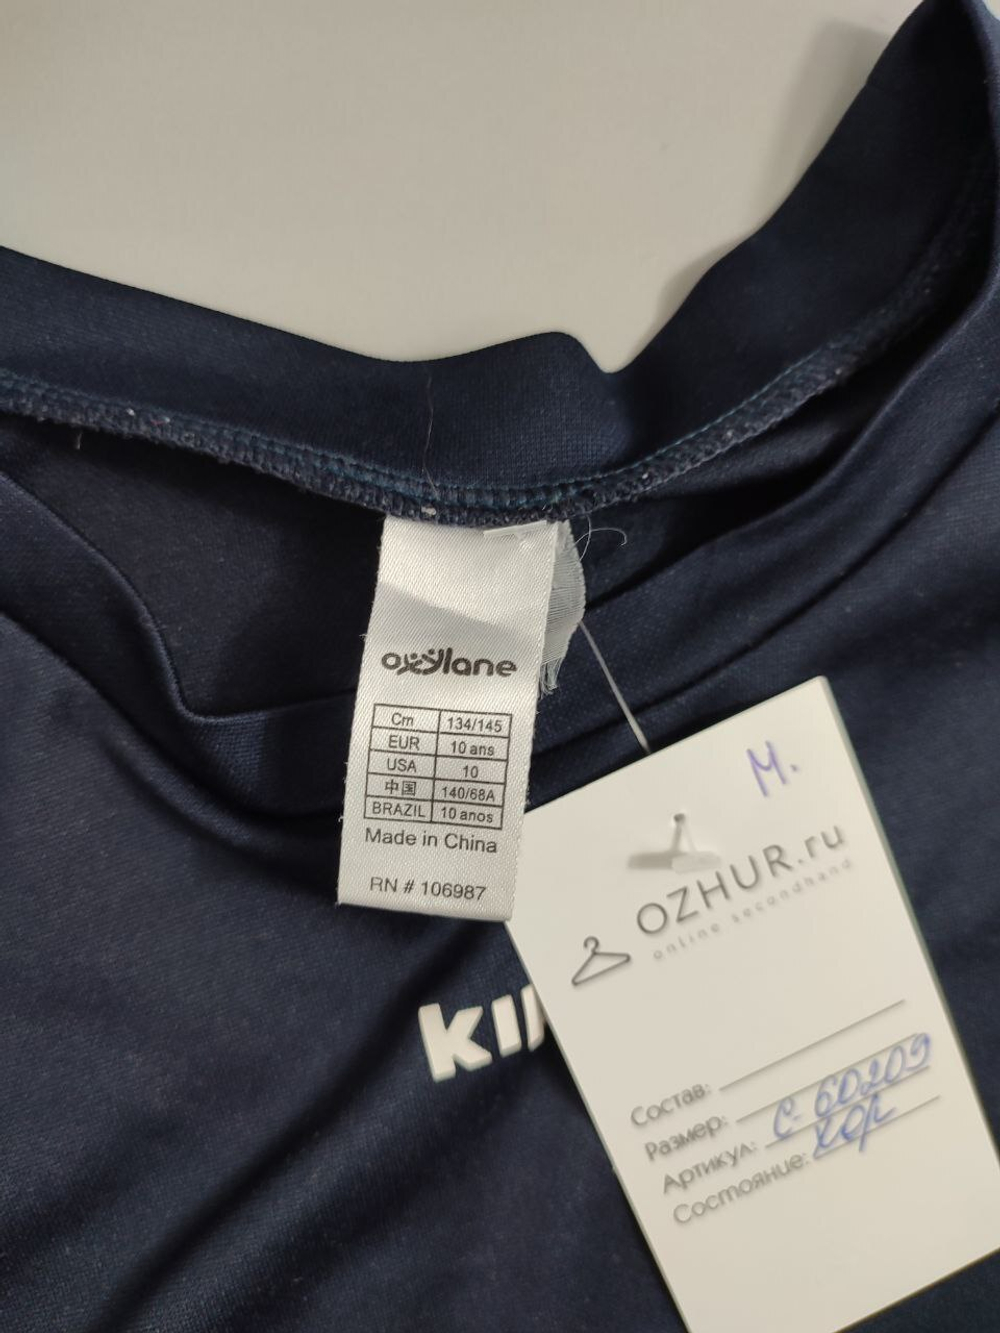 oxylane
Cm 134/145
EUR 10 ans
USA 10
中国 140/68A
BRAZIL 10 anos
Made in China
RN # 106987
M.
OZHUR.ru
online secondhand
Состав:
Размер:
Артикул: С-60209
Состояние: хор